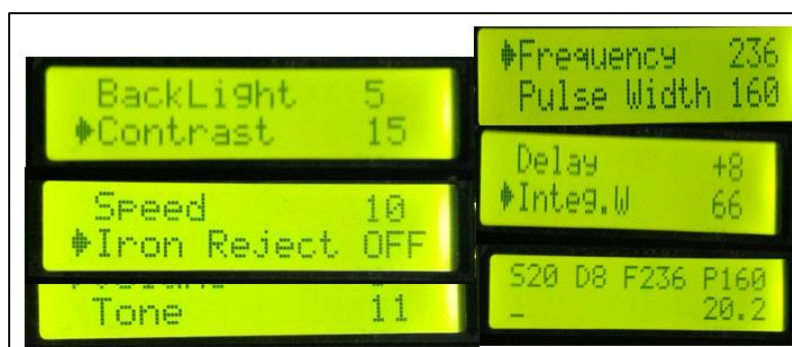 BackLight 5
Contrast 15
Speed 10
Iron Reject OFF
Tone 11
Frequency 236
Pulse Width 160
Delay +8
Integ.W 66
S20 D8 F236 P160
_ 20.2